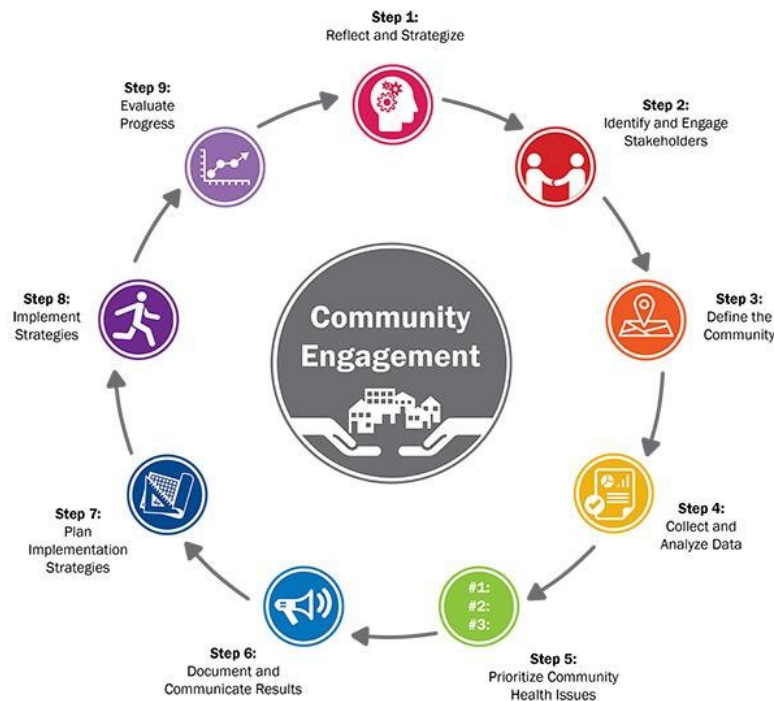 Step 1:
Reflect and Strategize
Step 2:
Identify and Engage
Stakeholders
Step 3:
Define the
Community
Step 4:
Collect and
Analyze Data
Step 5:
Prioritize Community
Health Issues
#1:
#2:
#3:
Step 6:
Document and
Communicate Results
Step 7:
Plan
Implementation
Strategies
Step 8:
Implement
Strategies
Step 9:
Evaluate
Progress
Community
Engagement